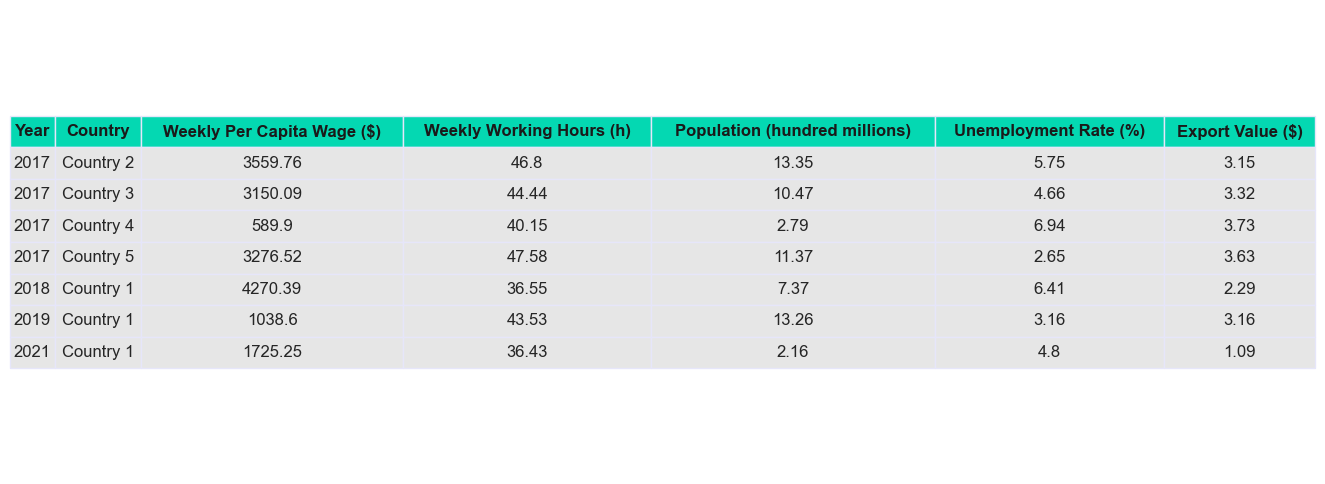 Year Country Weekly Per Capita Wage ($) Weekly Working Hours (h) Population (hundred millions) Unemployment Rate (%) Export Value ($)
2017 Country 2 3559.76 46.8 13.35 5.75 3.15
2017 Country 3 3150.09 44.44 10.47 4.66 3.32
2017 Country 4 589.9 40.15 2.79 6.94 3.73
2017 Country 5 3276.52 47.58 11.37 2.65 3.63
2018 Country 1 4270.39 36.55 7.37 6.41 2.29
2019 Country 1 1038.6 43.53 13.26 3.16 3.16
2021 Country 1 1725.25 36.43 2.16 4.8 1.09